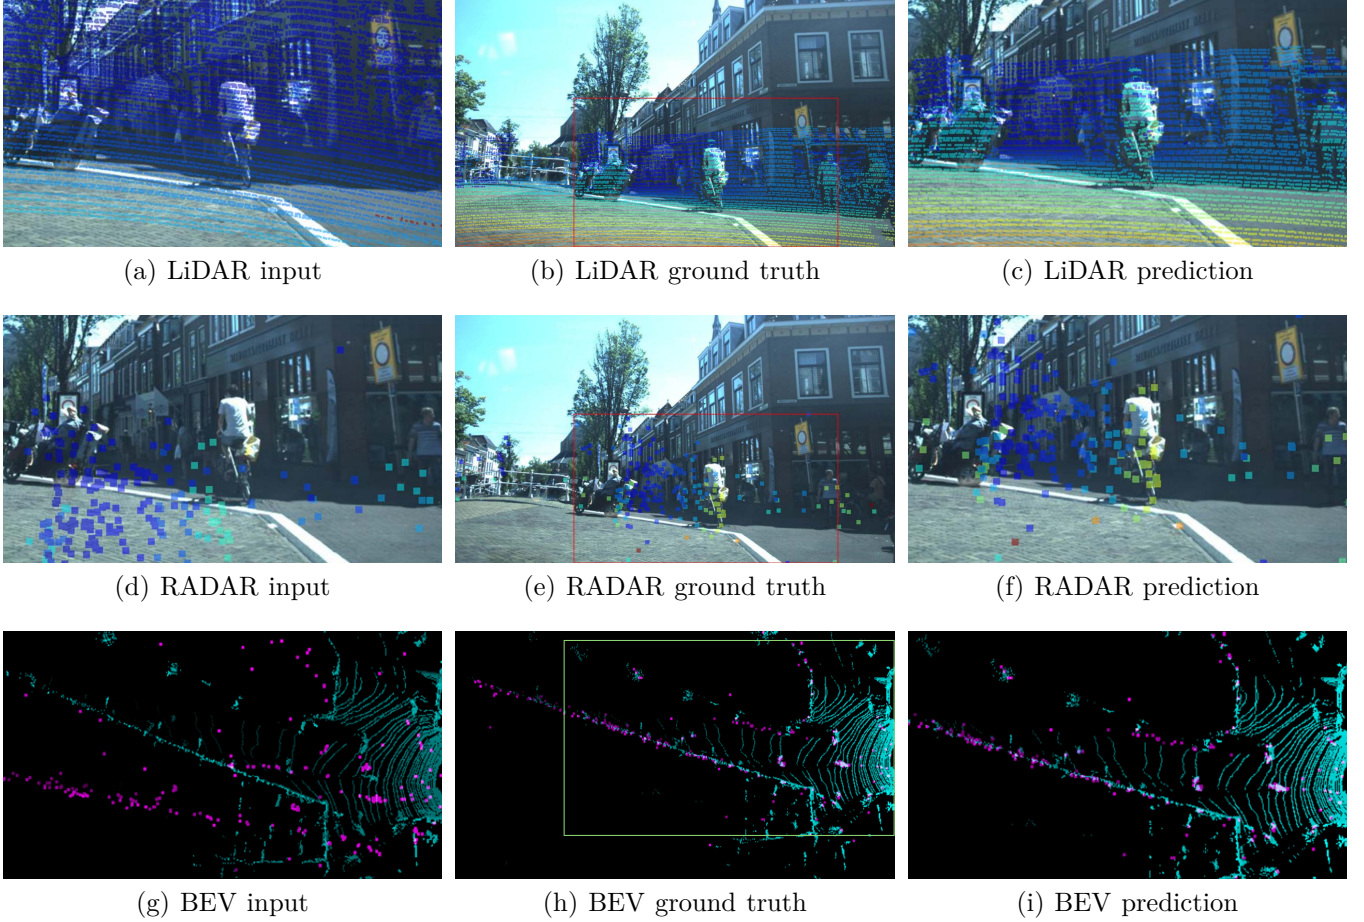 (a) LiDAR input
(b) LiDAR ground truth
(c) LiDAR prediction
(d) RADAR input
(e) RADAR ground truth
(f) RADAR prediction
(g) BEV input
(h) BEV ground truth
(i) BEV prediction